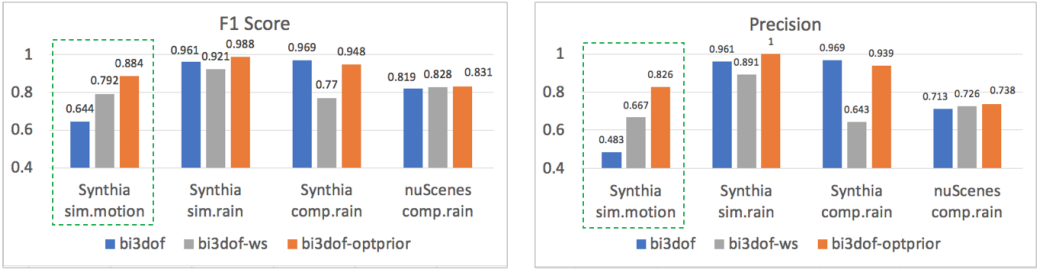 F1 Score
1
0.8
0.6
0.4
0.644
0.792
0.884
0.961
0.921
0.988
0.969
0.77
0.948
0.819
0.828
0.831
Synthia sim.motion
Synthia sim.rain
Synthia comp.rain
nuScenes comp.rain
bi3dof
bi3dof-ws
bi3dof-optprior
Precision
1
0.8
0.6
0.4
0.483
0.667
0.826
0.961
0.891
1
0.969
0.643
0.939
0.713
0.726
0.738
Synthia sim.motion
Synthia sim.rain
Synthia comp.rain
nuScenes comp.rain
bi3dof
bi3dof-ws
bi3dof-optprior